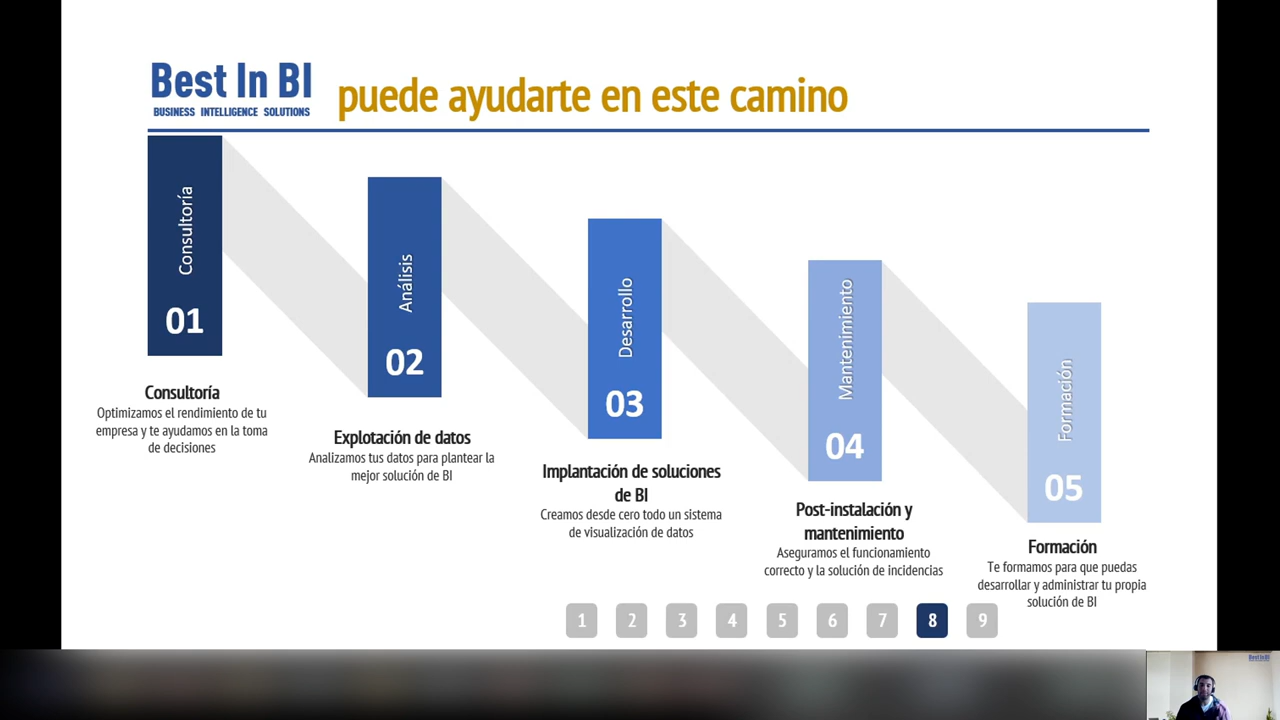 Best In BI
BUSINESS INTELLIGENCE SOLUTIONS
puede ayudarte en este camino
Consultoría
01
Consultoría
Optimizamos el rendimiento de tu
empresa y te ayudamos en la toma
de decisiones
Análisis
02
Explotación de datos
Analizamos tus datos para plantear la
mejor solución de BI
Desarrollo
03
Implantación de soluciones
de BI
Creamos desde cero todo un sistema
de visualización de datos
Mantenimiento
04
Post-instalación y
mantenimiento
Aseguramos el funcionamiento
correcto y la solución de incidencias
Formación
05
Formación
Te formamos para que puedas
desarrollar y administrar tu propia
solución de BI
1 2 3 4 5 6 7 8 9
Best In BI